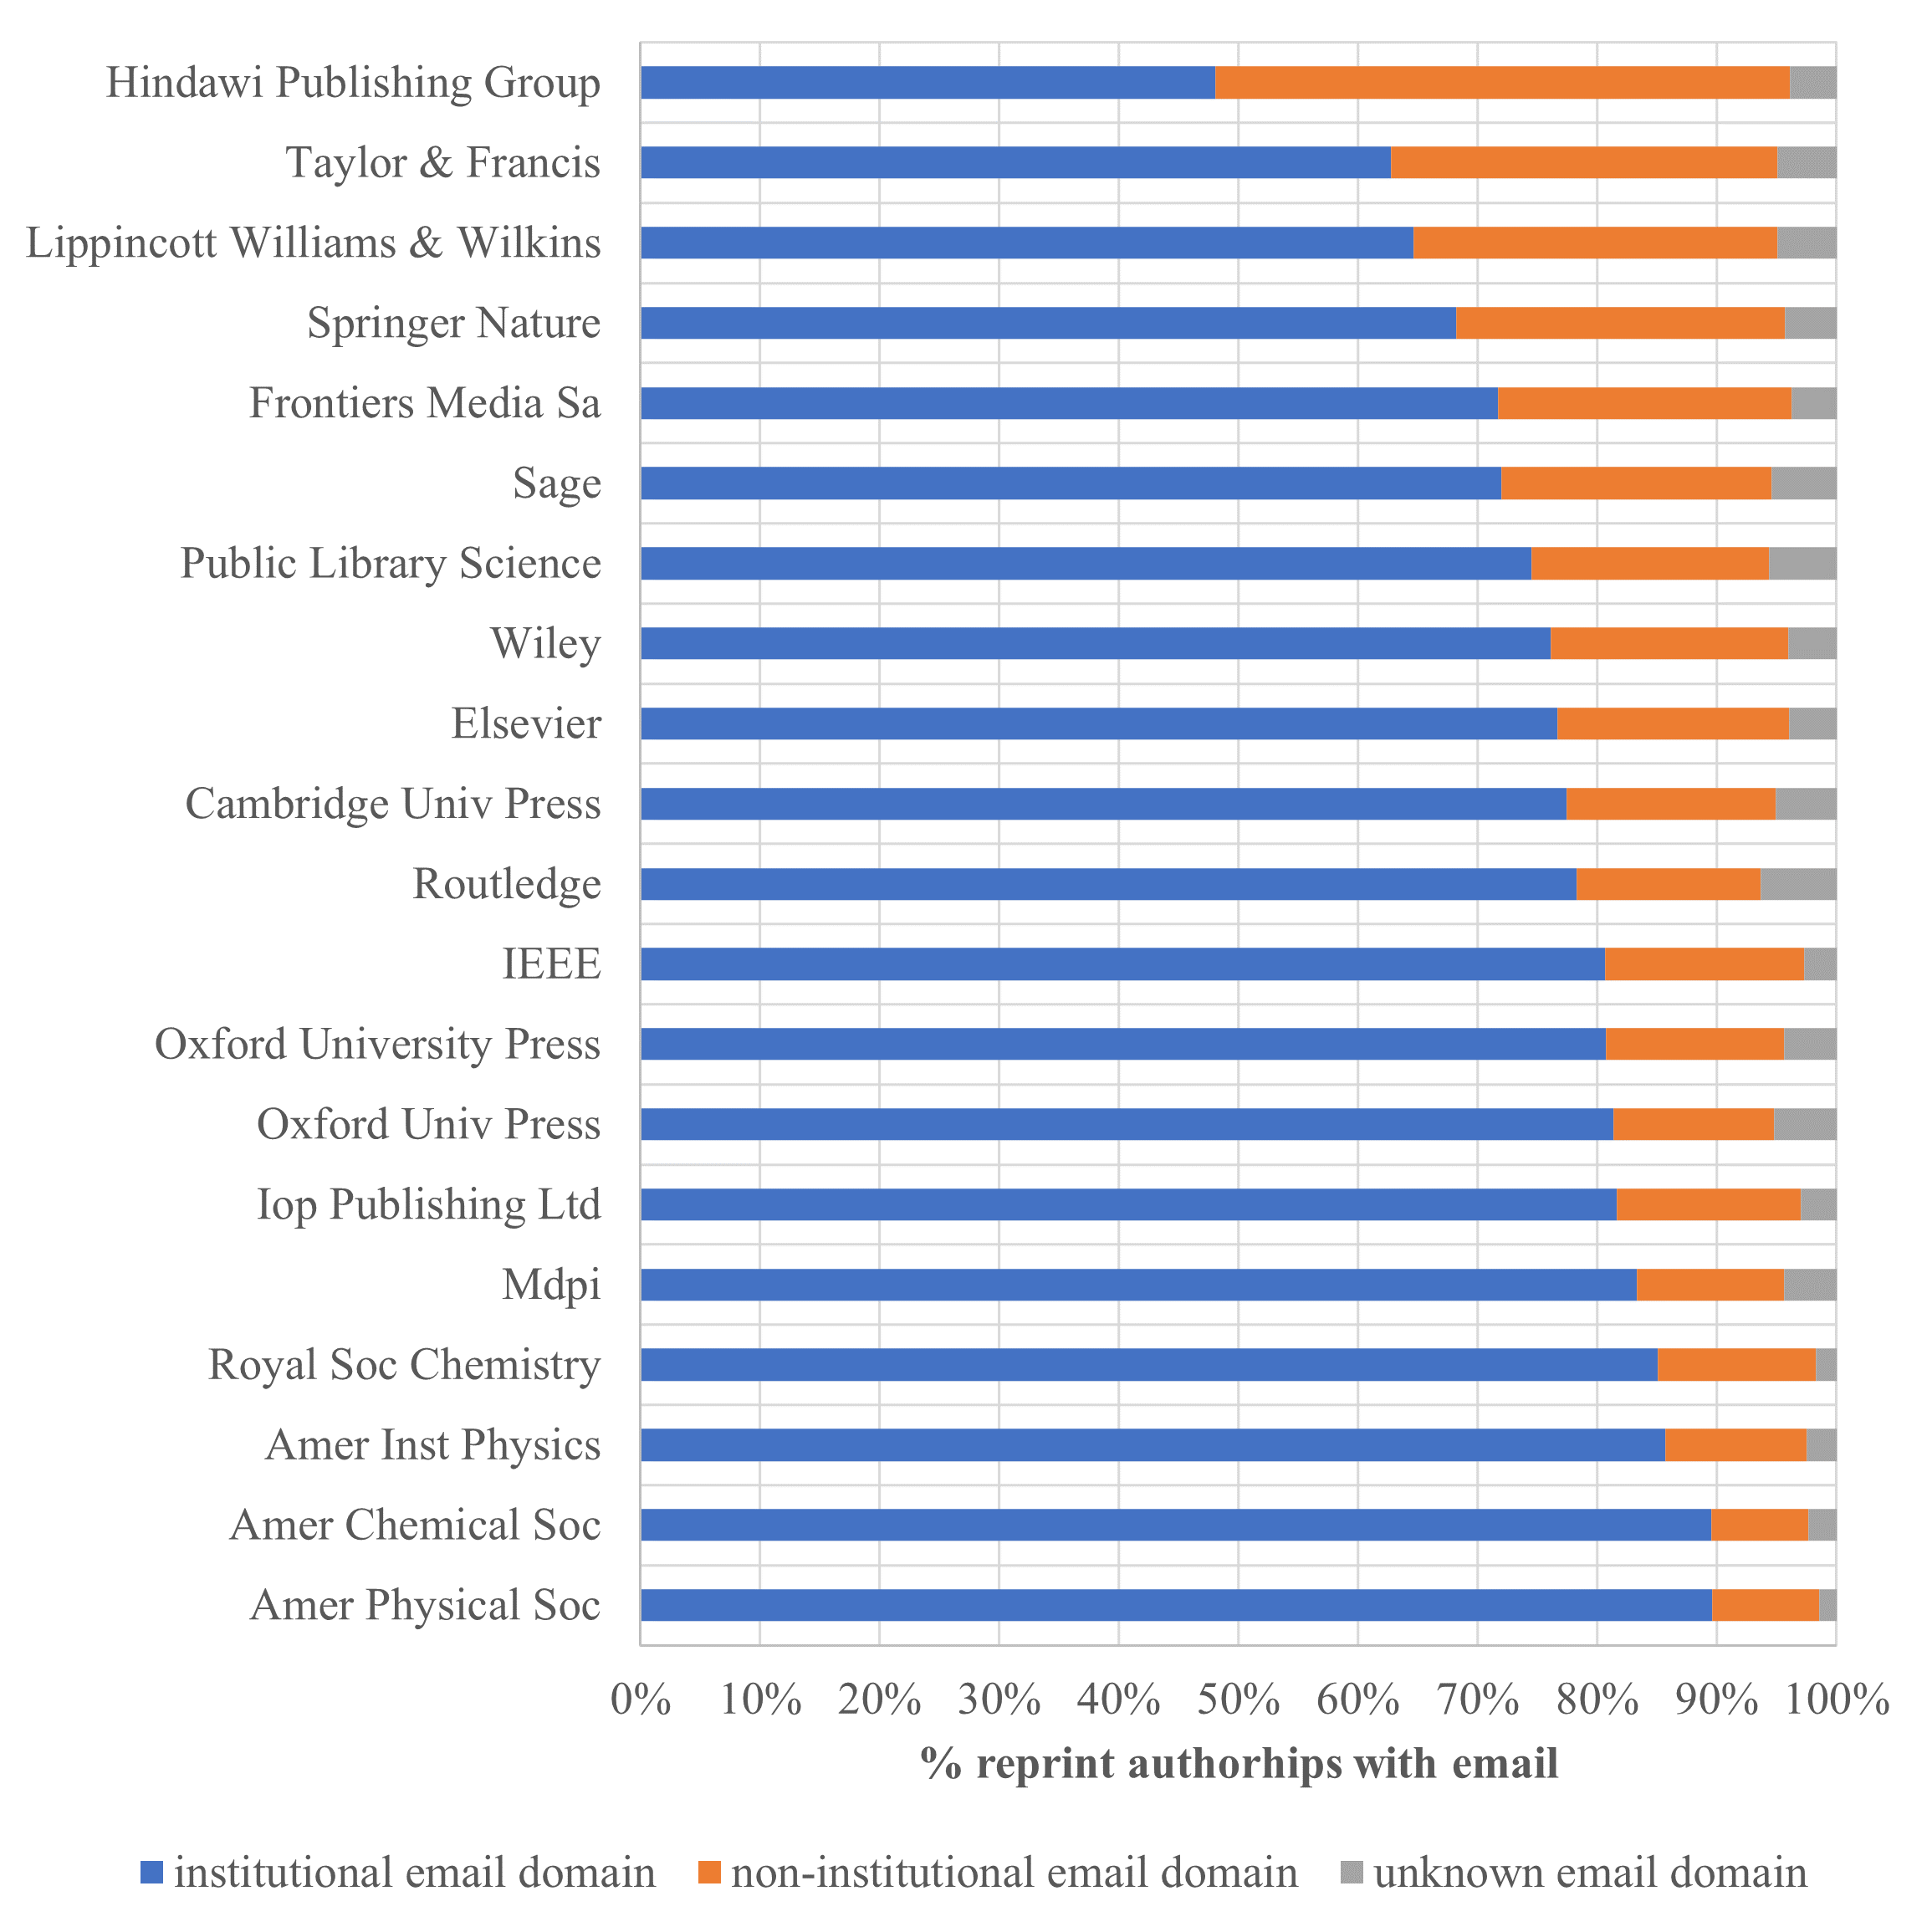 Hindawi Publishing Group
Taylor & Francis
Lippincott Williams & Wilkins
Springer Nature
Frontiers Media Sa
Sage
Public Library Science
Wiley
Elsevier
Cambridge Univ Press
Routledge
IEEE
Oxford University Press
Oxford Univ Press
Iop Publishing Ltd
Mdpi
Royal Soc Chemistry
Amer Inst Physics
Amer Chemical Soc
Amer Physical Soc
0% 10% 20% 30% 40% 50% 60% 70% 80% 90% 100%
% reprint authorhips with email
institutional email domain non-institutional email domain unknown email domain